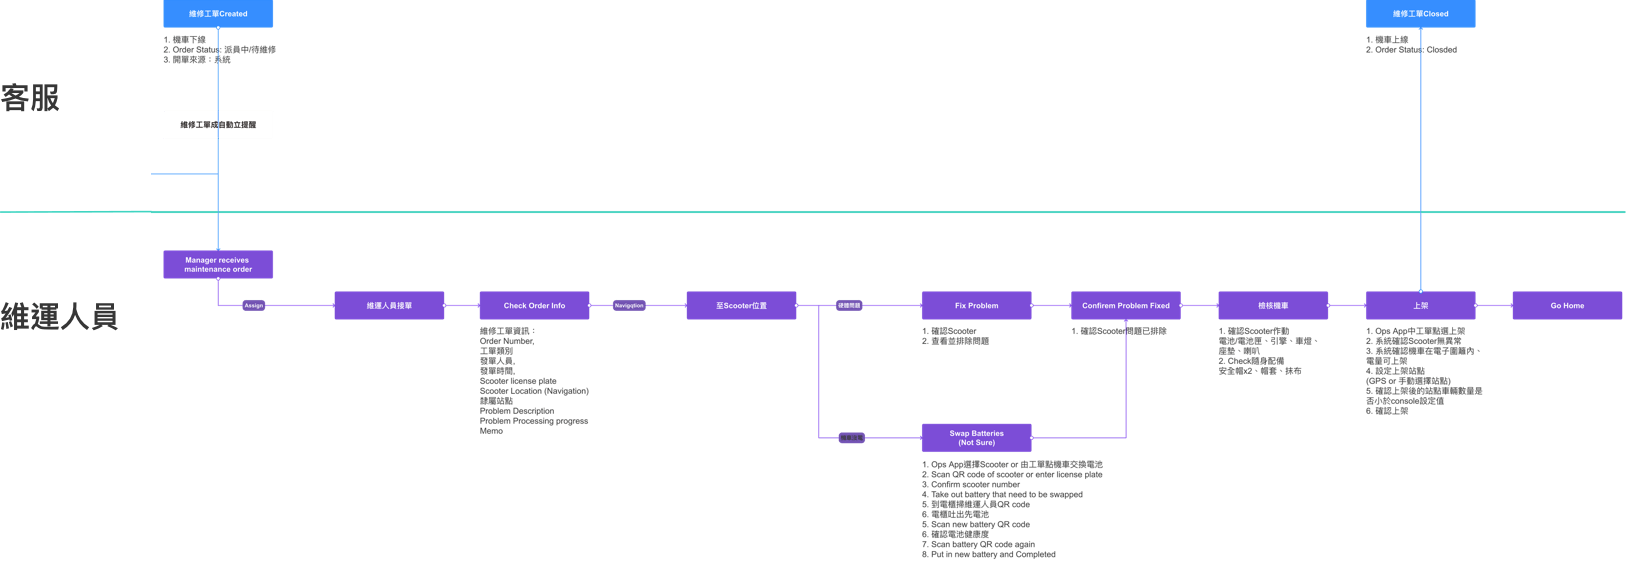 維修工單Created
1. 機車下線
2. Order Status: 派員中/待維修
3. 開單來源：系統
維修工單成自動立提醒
維修工單Closed
1. 機車上線
2. Order Status: Closded
客服
維運人員
Manager receives
maintenance order
Assign
維運人員接單
Check Order Info
維修工單資訊：
Order Number,
工單類別
發單人員,
發單時間,
Scooter license plate
Scooter Location (Navigation)
隸屬站點
Problem Description
Problem Processing progress
Memo
Navigation
至Scooter位置
硬體問題
Fix Problem
1. 確認Scooter
2. 查看並排除問題
Confirem Problem Fixed
1. 確認Scooter問題已排除
檢核機車
1. 確認Scooter作動
電池/電池匣、引擎、車燈、
座墊、喇叭
2. Check隨身配備
安全帽x2、帽套、抹布
上架
1. Ops App中工單點選上架
2. 系統確認Scooter無異常
3. 系統確認機車在電子圍籬內、
電量可上架
4. 設定上架站點
(GPS or 手動選擇站點)
5. 確認上架後的站點車輛數量是
否小於console設定值
6. 確認上架
Go Home
Swap Batteries
(Not Sure)
1. Ops App選擇Scooter or 由工單點機車交換電池
2. Scan QR code of scooter or enter license plate
3. Confirm scooter number
4. Take out battery that need to be swapped
5. 到電櫃掃維運人員QR code
6. 電櫃吐出先電池
5. Scan new battery QR code
6. 確認電池健康度
7. Scan battery QR code again
8. Put in new battery and Completed